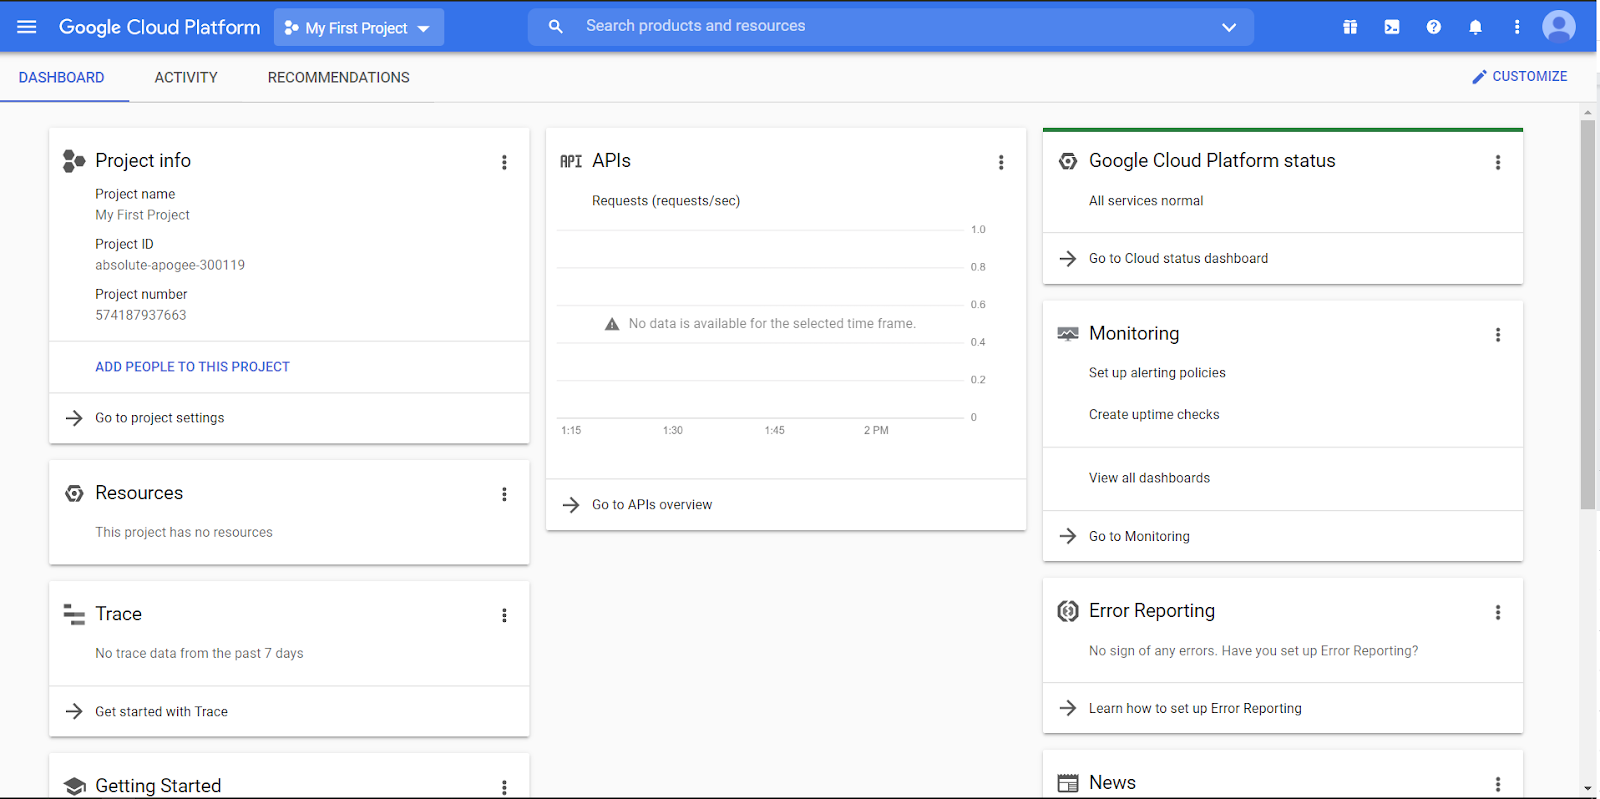 Google Cloud Platform
My First Project
Search products and resources
DASHBOARD
ACTIVITY
RECOMMENDATIONS
CUSTOMIZE
Project info
Project name
My First Project
Project ID
absolute-apogee-300119
Project number
574187937663
ADD PEOPLE TO THIS PROJECT
Go to project settings
Resources
This project has no resources
Trace
No trace data from the past 7 days
Get started with Trace
Getting Started
API APIs
Requests (requests/sec)
1.0
0.8
0.6
No data is available for the selected time frame.
0.4
0.2
0
1:15 1:30 1:45 2 PM
Go to APIs overview
Google Cloud Platform status
All services normal
Go to Cloud status dashboard
Monitoring
Set up alerting policies
Create uptime checks
View all dashboards
Go to Monitoring
Error Reporting
No sign of any errors. Have you set up Error Reporting?
Learn how to set up Error Reporting
News